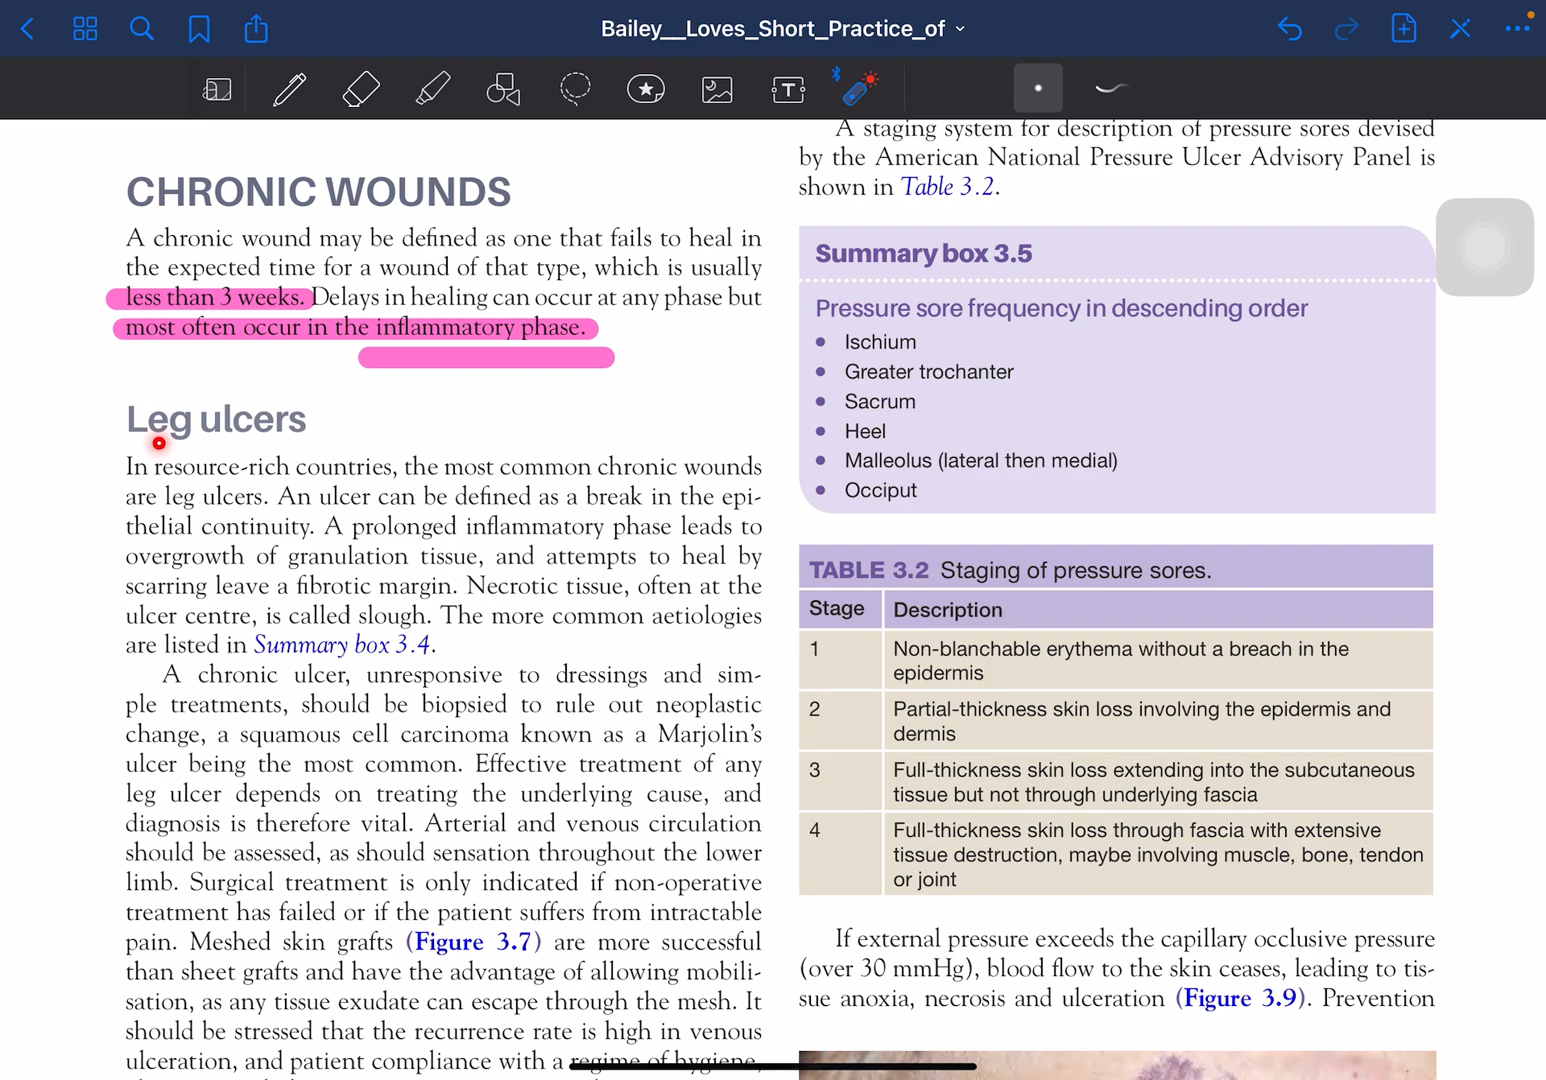 Bailey__Loves_Short_Practice_of
CHRONIC WOUNDS
A chronic wound may be defined as one that fails to heal in
the expected time for a wound of that type, which is usually
less than 3 weeks. Delays in healing can occur at any phase but
most often occur in the inflammatory phase.
Leg ulcers
In resource-rich countries, the most common chronic wounds
are leg ulcers. An ulcer can be defined as a break in the epi-
thelial continuity. A prolonged inflammatory phase leads to
overgrowth of granulation tissue, and attempts to heal by
scarring leave a fibrotic margin. Necrotic tissue, often at the
ulcer centre, is called slough. The more common aetiologies
are listed in Summary box 3.4.
A chronic ulcer, unresponsive to dressings and sim-
ple treatments, should be biopsied to rule out neoplastic
change, a squamous cell carcinoma known as a Marjolin’s
ulcer being the most common. Effective treatment of any
leg ulcer depends on treating the underlying cause, and
diagnosis is therefore vital. Arterial and venous circulation
should be assessed, as should sensation throughout the lower
limb. Surgical treatment is only indicated if non-operative
treatment has failed or if the patient suffers from intractable
pain. Meshed skin grafts (Figure 3.7) are more successful
than sheet grafts and have the advantage of allowing mobili-
sation, as any tissue exudate can escape through the mesh. It
should be stressed that the recurrence rate is high in venous
ulceration, and patient compliance with a regime of hygiene,
A staging system for description of pressure sores devised
by the American National Pressure Ulcer Advisory Panel is
shown in Table 3.2.
Summary box 3.5
Pressure sore frequency in descending order
• Ischium
• Greater trochanter
• Sacrum
• Heel
• Malleolus (lateral then medial)
• Occiput
TABLE 3.2 Staging of pressure sores.
Stage Description
1 Non-blanchable erythema without a breach in the
epidermis
2 Partial-thickness skin loss involving the epidermis and
dermis
3 Full-thickness skin loss extending into the subcutaneous
tissue but not through underlying fascia
4 Full-thickness skin loss through fascia with extensive
tissue destruction, maybe involving muscle, bone, tendon
or joint
If external pressure exceeds the capillary occlusive pressure
(over 30 mmHg), blood flow to the skin ceases, leading to tis-
sue anoxia, necrosis and ulceration (Figure 3.9). Prevention